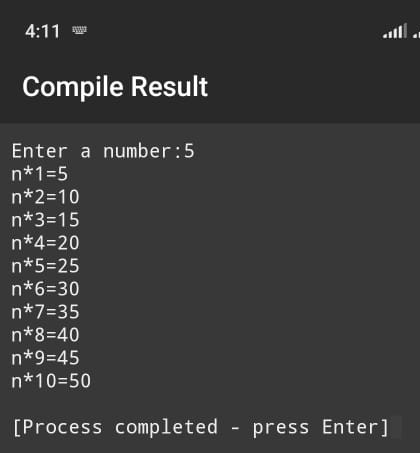 4:11
Compile Result
Enter a number:5
n*1=5
n*2=10
n*3=15
n*4=20
n*5=25
n*6=30
n*7=35
n*8=40
n*9=45
n*10=50
[Process completed - press Enter]